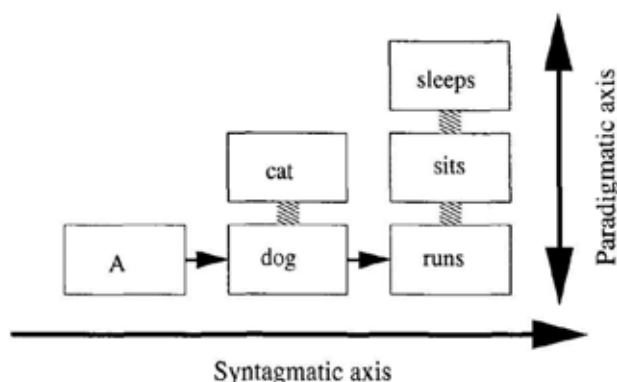 sleeps
cat
sits
A
dog
runs
Syntagmatic axis
Paradigmatic axis